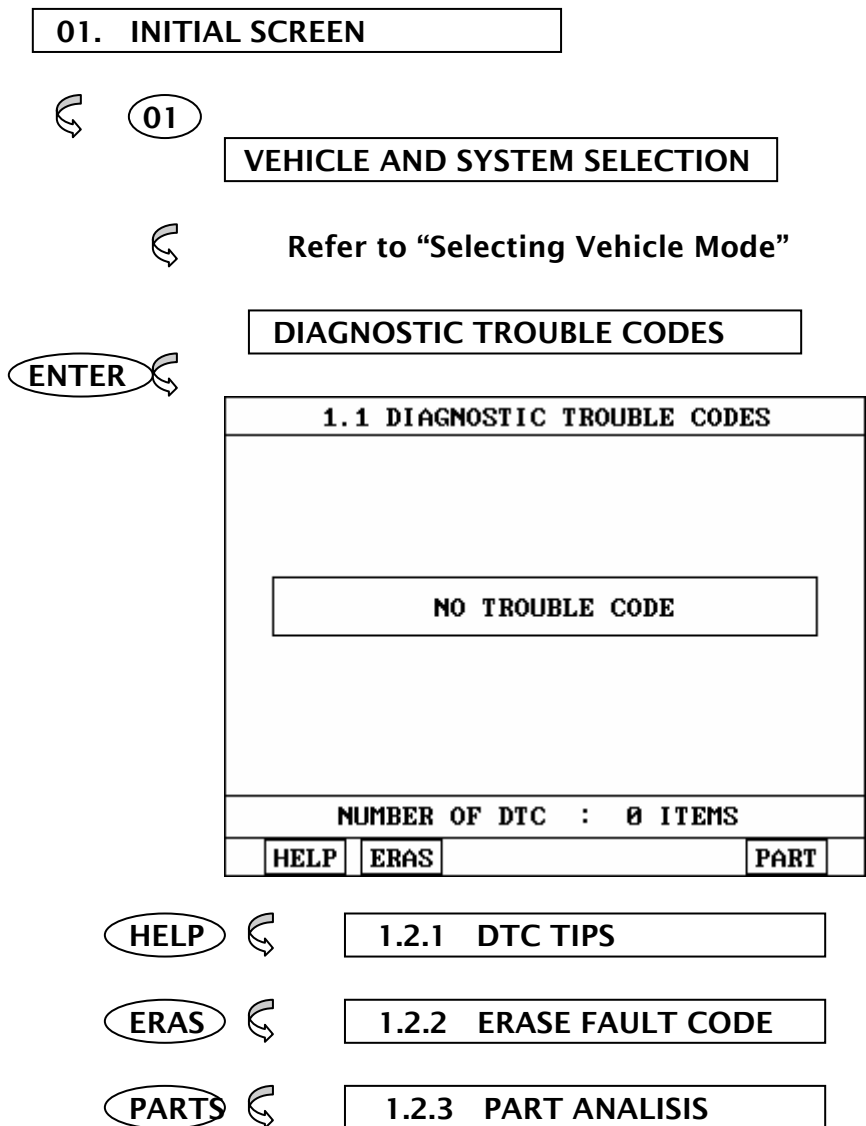 01. INITIAL SCREEN
01
VEHICLE AND SYSTEM SELECTION
Refer to “Selecting Vehicle Mode”
DIAGNOSTIC TROUBLE CODES
ENTER
1.1 DIAGNOSTIC TROUBLE CODES
NO TROUBLE CODE
NUMBER OF DTC : 0 ITEMS
HELP ERAS PART
HELP 1.2.1 DTC TIPS
ERAS 1.2.2 ERASE FAULT CODE
PARTS 1.2.3 PART ANALISIS